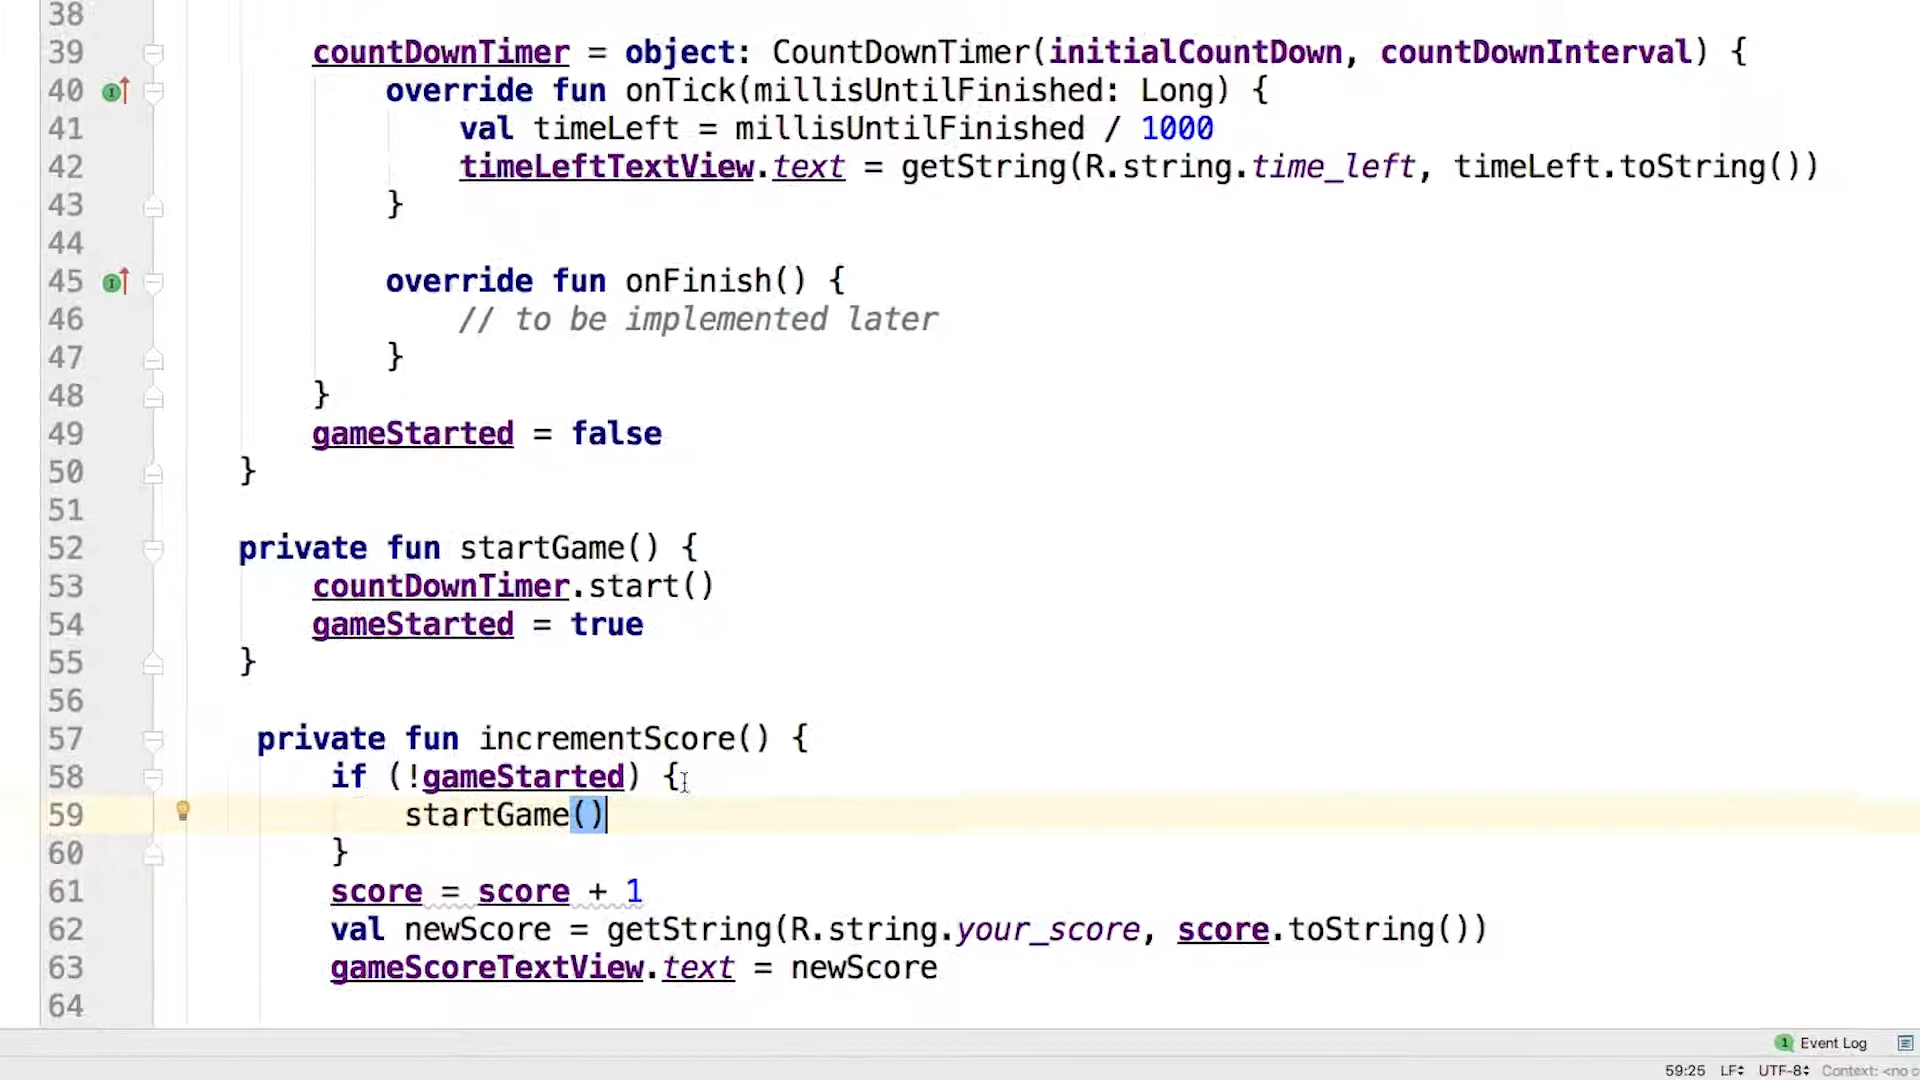 38
39 countDownTimer = object: CountDownTimer(initialCountDown, countDownInterval) {
40 override fun onTick(millisUntilFinished: Long) {
41 val timeLeft = millisUntilFinished / 1000
42 timeLeftTextView.text = getString(R.string.time_left, timeLeft.toString())
43 }
44
45 override fun onFinish() {
46 // to be implemented later
47 }
48 }
49 gameStarted = false
50 }
51
52 private fun startGame() {
53 countDownTimer.start()
54 gameStarted = true
55 }
56
57 private fun incrementScore() {
58 if (!gameStarted) {
59 startGame()
60 }
61 score = score + 1
62 val newScore = getString(R.string.your_score, score.toString())
63 gameScoreTextView.text = newScore
64
1 Event Log
59:25 LF UTF-8 Context: <no c